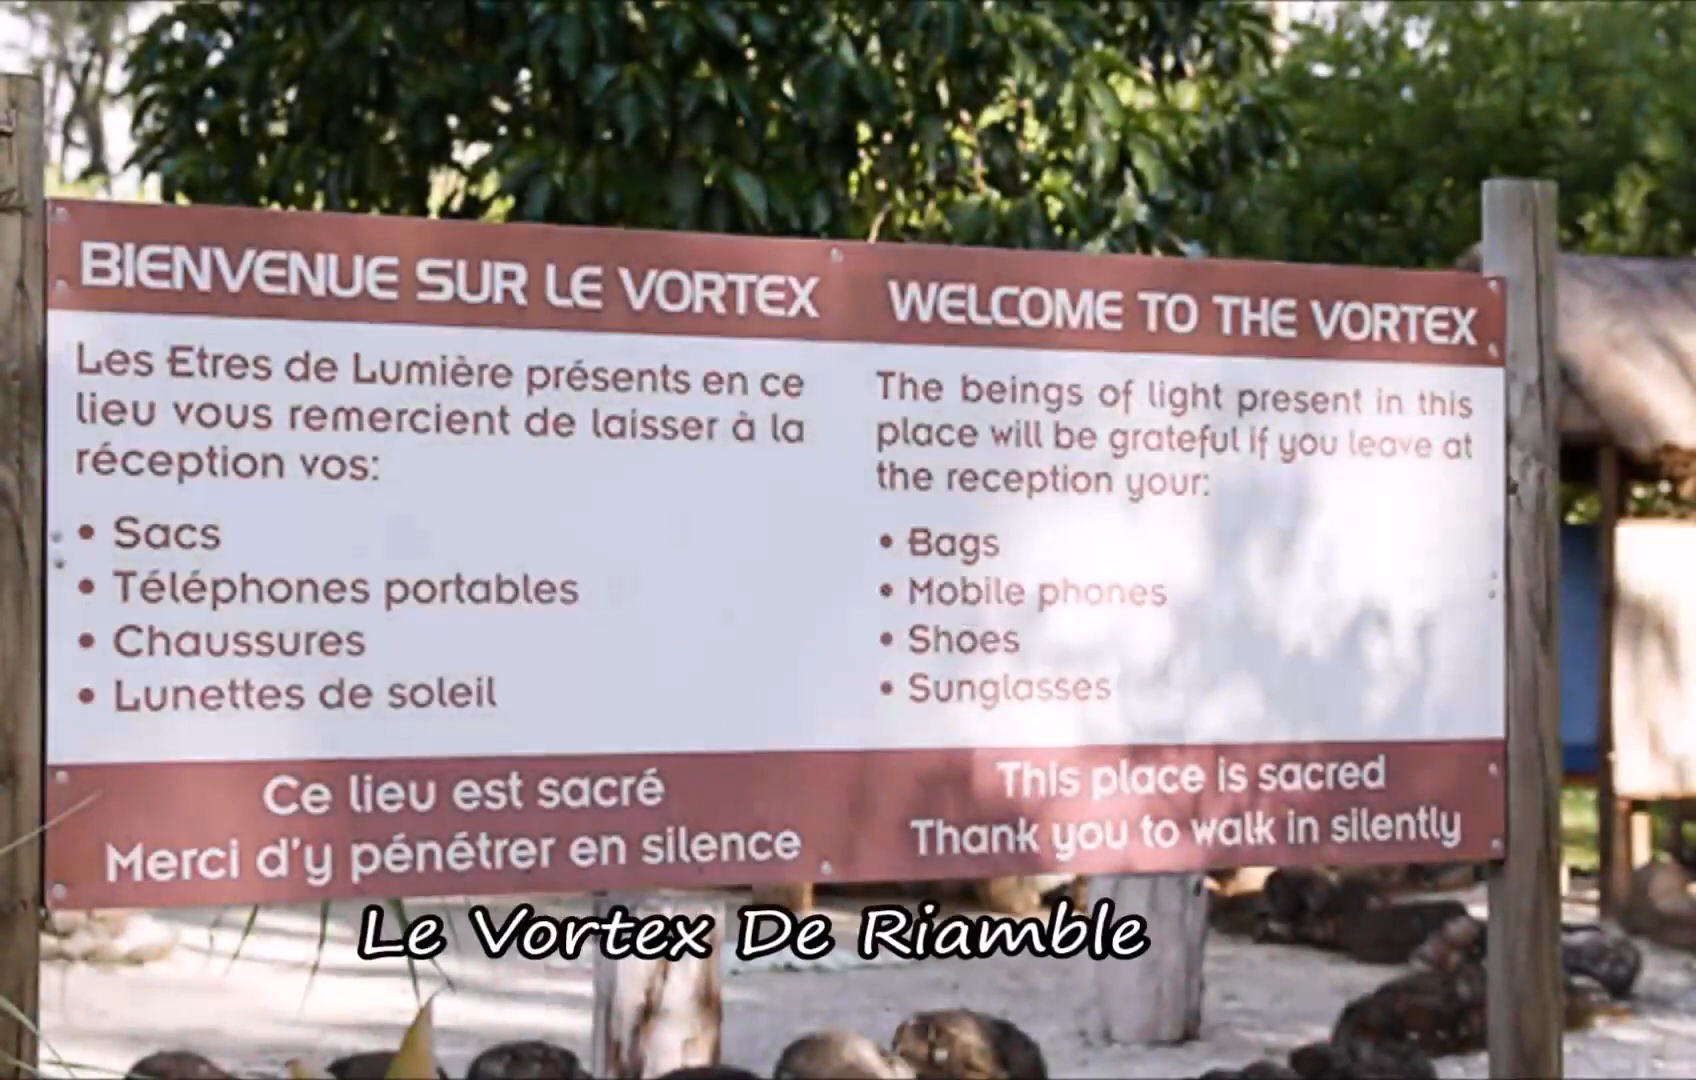 BIENVENUE SUR LE VORTEX
Les Etres de Lumière présents en ce
lieu vous remercient de laisser à la
réception vos:
• Sacs
• Téléphones portables
• Chaussures
• Lunettes de soleil
Ce lieu est sacré
Merci d'y pénétrer en silence
WELCOME TO THE VORTEX
The beings of light present in this
place will be grateful if you leave at
the reception your:
• Bags
• Mobile phones
• Shoes
• Sunglasses
This place is sacred
Thank you to walk in silently
Le Vortex De Riamble